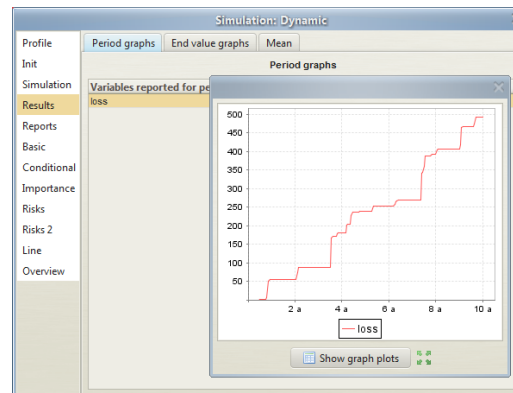 Simulation: Dynamic
Profile
Init
Simulation
Results
Reports
Basic
Conditional
Importance
Risks
Risks 2
Line
Overview
Period graphs
End value graphs
Mean
Period graphs
Variables reported for pe
loss
500
450
400
350
300
250
200
150
100
50
2 a
4 a
6 a
8 a
10 a
loss
Show graph plots